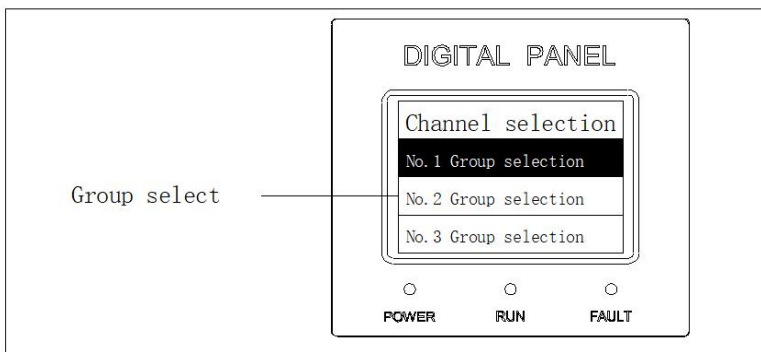 DIGITAL PANEL
Channel selection
No.1 Group selection
Group select
No.2 Group selection
No.3 Group selection
POWER RUN FAULT